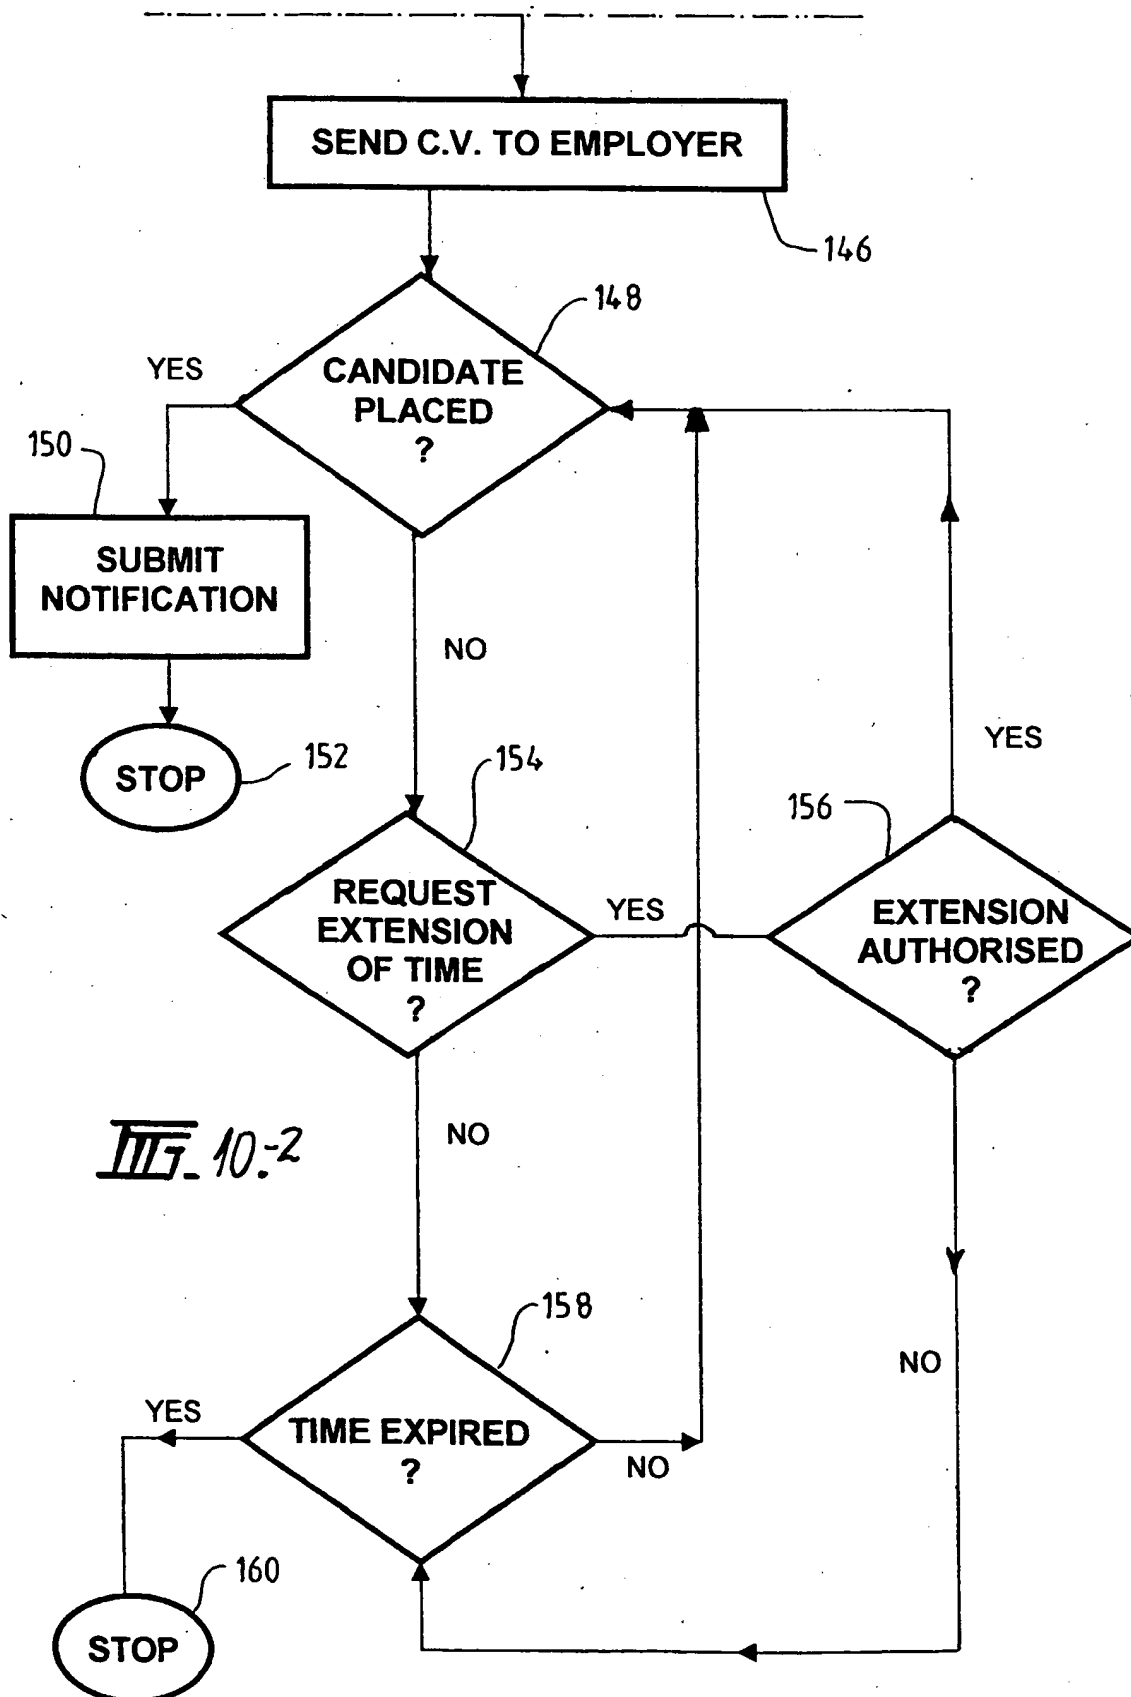 SEND C.V. TO EMPLOYER
146
148
YES
CANDIDATE
PLACED
?
150
SUBMIT
NOTIFICATION
NO
STOP
152
154
YES
156
REQUEST
EXTENSION
OF TIME
?
YES
EXTENSION
AUTHORISED
?
NO
FIG. 10.-2
158
NO
YES
TIME EXPIRED
?
NO
160
STOP